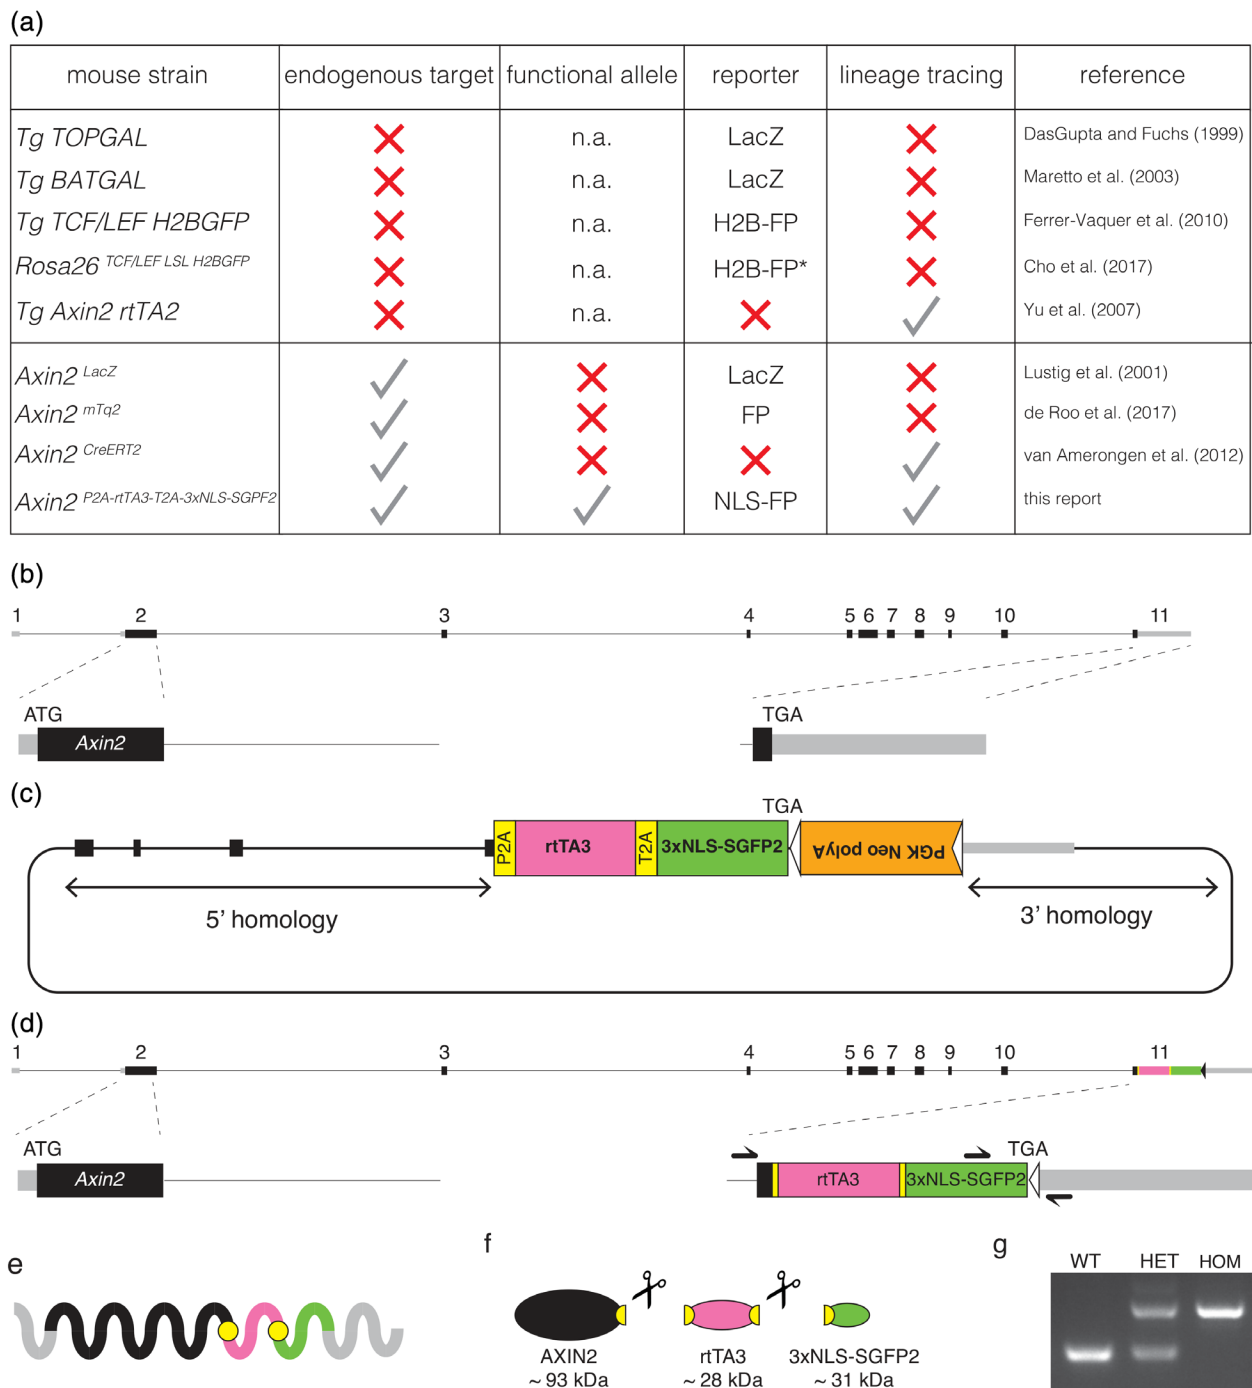 (a)
mouse strain endogenous target functional allele reporter lineage tracing reference
Tg TOPGAL n.a. LacZ DasGupta and Fuchs (1999)
Tg BATGAL n.a. LacZ Maretto et al. (2003)
Tg TCF/LEF H2BGFP n.a. H2B-FP Ferrer-Vaquer et al. (2010)
Rosa26 TCF/LEF LSL H2BGFP n.a. H2B-FP* Cho et al. (2017)
Tg Axin2 rtTA2 n.a. Yu et al. (2007)
Axin2 LacZ LacZ Lustig et al. (2001)
Axin2 mTq2 FP de Roo et al. (2017)
Axin2 CreERT2 van Amerongen et al. (2012)
Axin2 P2A-rtTA3-T2A-3xNLS-SGPF2 NLS-FP this report
(b)
1 2 3 4 5 6 7 8 9 10 11
ATG TGA
Axin2
(c)
TGA
P2A rtTA3 T2A 3xNLS-SGFP2 PGK Neo polyA
5' homology 3' homology
(d)
1 2 3 4 5 6 7 8 9 10 11
ATG TGA
Axin2 rtTA3 3xNLS-SGFP2
e f g
WT HET HOM
AXIN2 rtTA3 3xNLS-SGFP2
~ 93 kDa ~ 28 kDa ~ 31 kDa